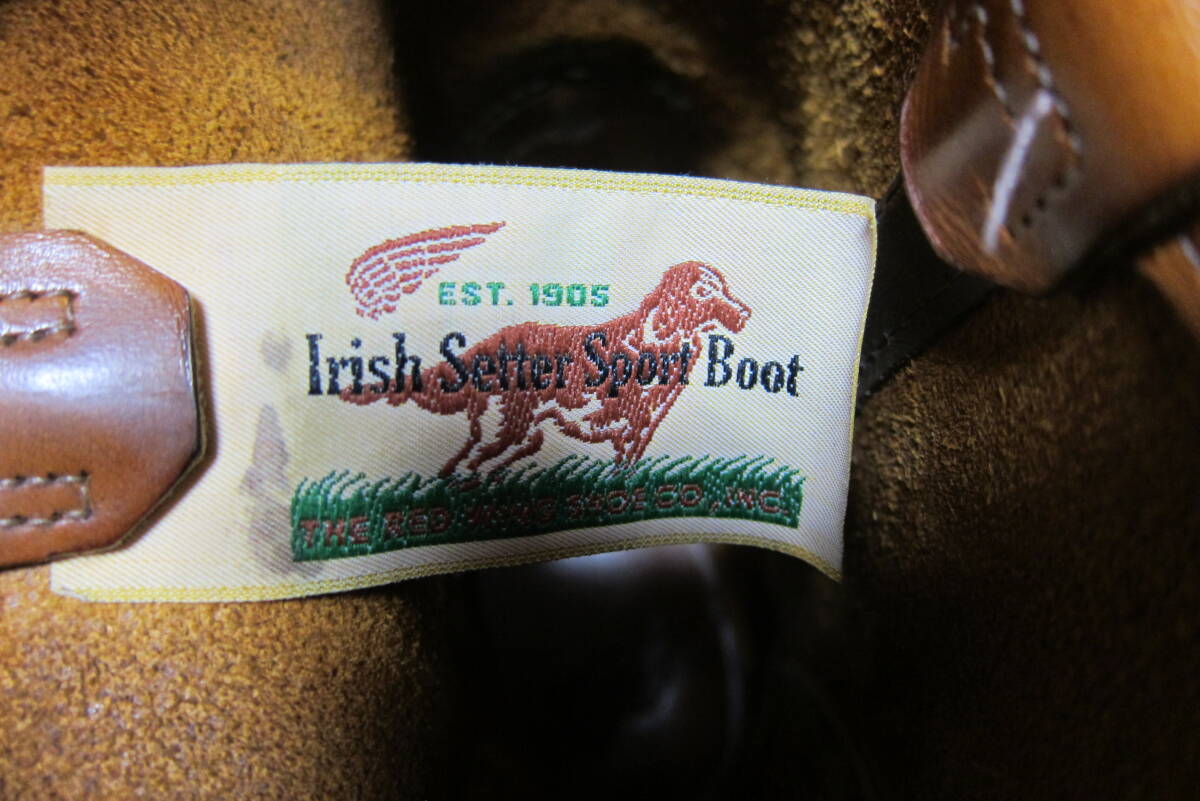 EST. 1905
Irish Setter Sport Boot
THE RED WING SHOE CO., INC.